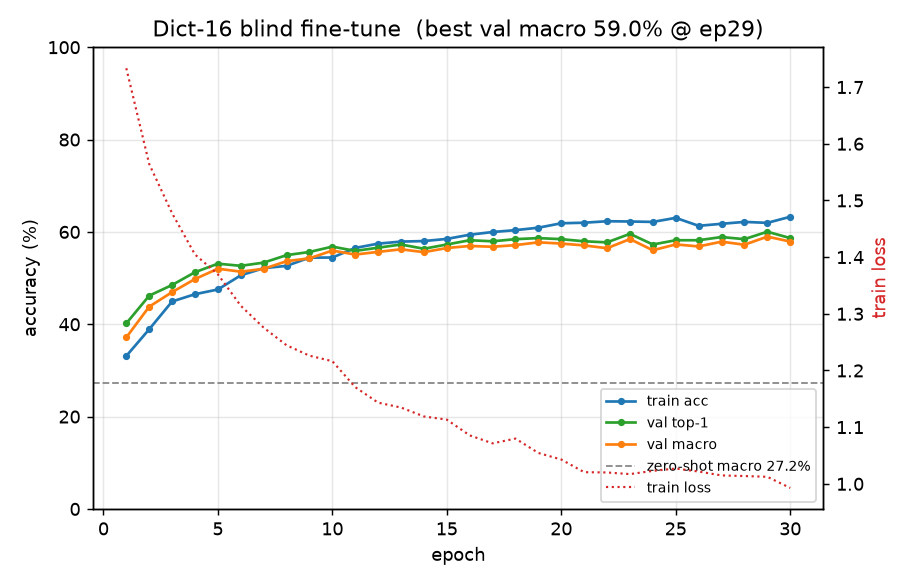 Dict-16 blind fine-tune  (best val macro 59.0% @ ep29)
100
80
60
40
20
0
accuracy (%)
1.7
1.6
1.5
1.4
1.3
1.2
1.1
1.0
train loss
train acc
val top-1
val macro
zero-shot macro 27.2%
train loss
0 5 10 15 20 25 30
epoch